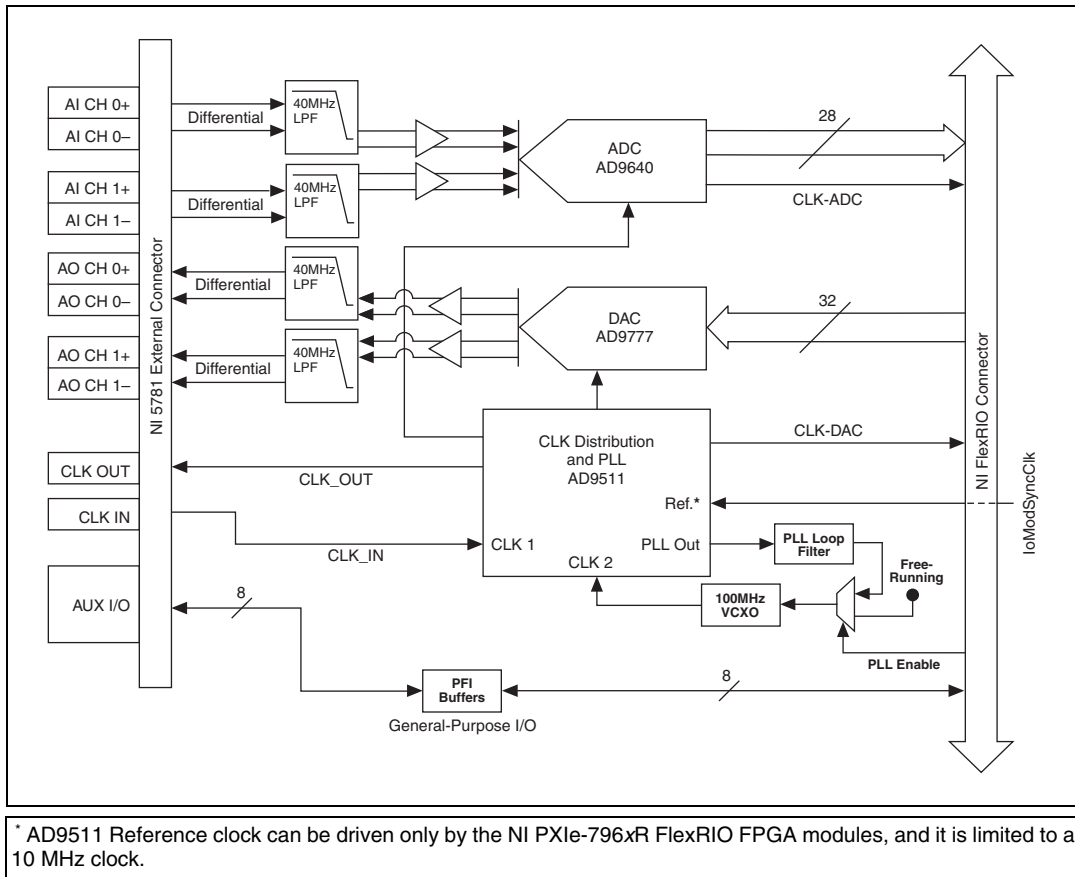 AI CH 0+
AI CH 0–
AI CH 1+
AI CH 1–
AO CH 0+
AO CH 0–
AO CH 1+
AO CH 1–
CLK OUT
CLK IN
AUX I/O
NI 5781 External Connector
Differential
Differential
Differential
Differential
40MHz
LPF
40MHz
LPF
40MHz
LPF
40MHz
LPF
ADC
AD9640
28
CLK-ADC
DAC
AD9777
32
CLK Distribution
and PLL
AD9511
CLK-DAC
Ref.*
CLK_OUT
CLK_IN
CLK 1
PLL Out
CLK 2
PLL Loop
Filter
Free-
Running
100MHz
VCXO
PLL Enable
8
PFI
Buffers
8
General-Purpose I/O
NI FlexRIO Connector
IoModSyncClk
* AD9511 Reference clock can be driven only by the NI PXIe-796xR FlexRIO FPGA modules, and it is limited to a
10 MHz clock.